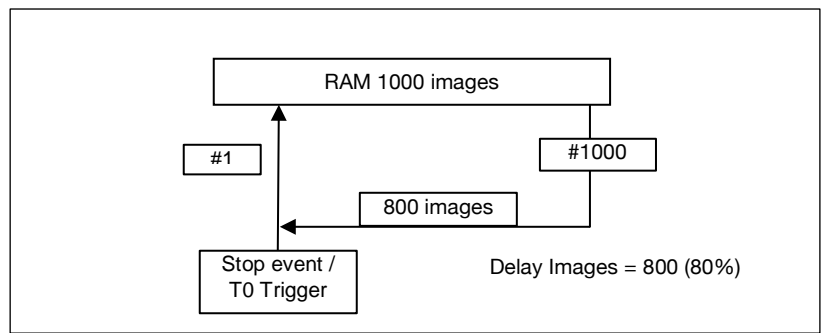 RAM 1000 images
#1
#1000
800 images
Stop event /
T0 Trigger
Delay Images = 800 (80%)